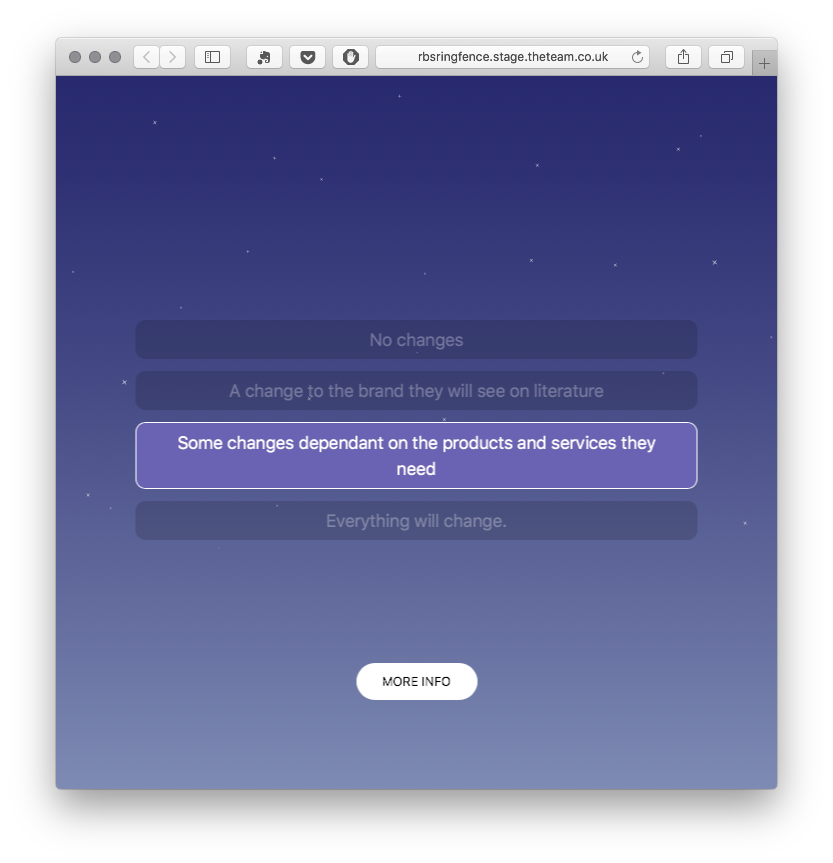 rbsringfence.stage.theteam.co.uk
No changes
A change to the brand they will see on literature
Some changes dependant on the products and services they
need
Everything will change.
MORE INFO